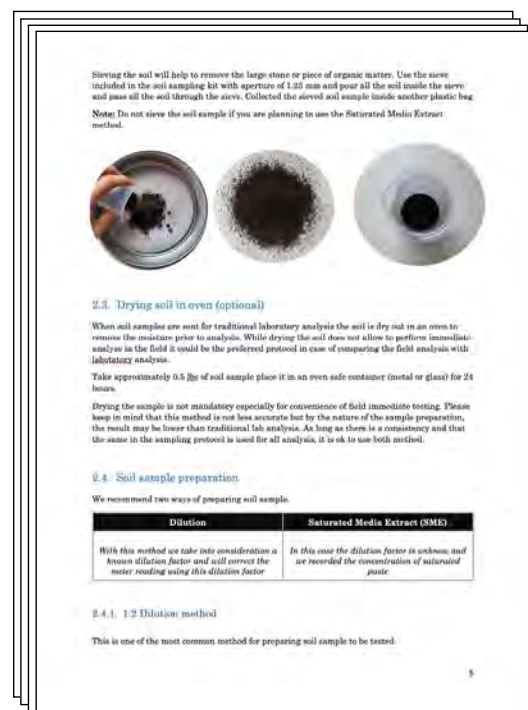 Sieving the soil will help to remove the large stone or piece of organic matter. Use the sieve
included in the soil sampling kit with aperture of 1.25 mm and pour all the soil inside the sieve
and pass all the soil through the sieve. Collected the sieved soil sample inside another plastic bag
Note: Do not sieve the soil sample if you are planning to use the Saturated Media Extract
method.
2.3. Drying soil in oven (optional)
When soil samples are sent for traditional laboratory analysis the soil is dry out in an oven to
remove the moisture prior to analysis. While drying the soil does not allow to perform immediate
analyze in the field it could be the preferred protocol in case of comparing the field analysis with
labotatory analysis.
Take approximately 0.5 lbs of soil sample place it in an oven safe container (metal or glass) for 24
hours.
Drying the sample is not mandatory especially for convenience of field immediate testing. Please
keep in mind that this method is not less accurate but by the nature of the sample preparation,
the result may be lower than traditional lab analysis. As long as there is a consistency and that
the same in the sampling protocol is used for all analysis, it is ok to use both method.
2.4. Soil sample preparation
We recommend two ways of preparing soil sample.
Dilution
Saturated Media Extract (SME)
With this method we take into consideration a
known dilution factor and will correct the
meter reading using this dilution factor
In this case the dilution factor is unknow and
we recorded the concentration of saturated
paste
2.4.1. 1:2 Dilution method
This is one of the most common method for preparing soil sample to be tested.
5